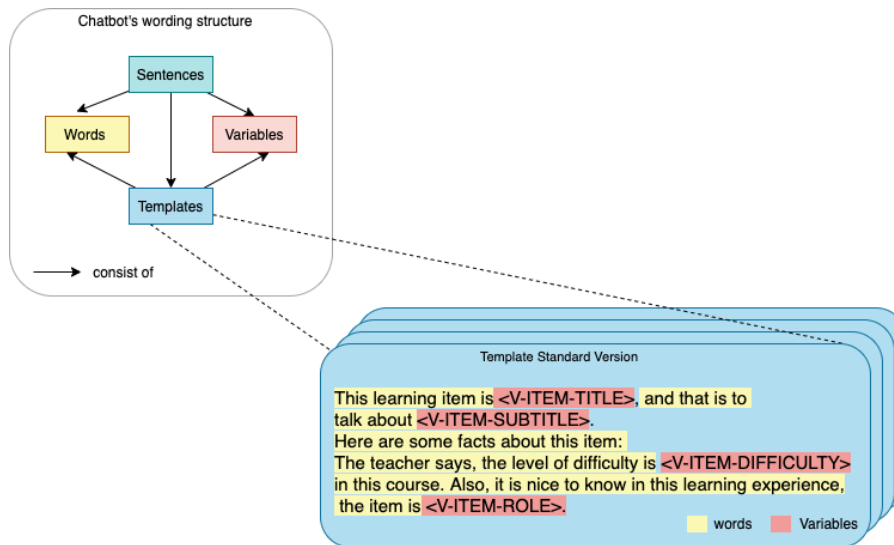 Chatbot's wording structure
Sentences
Words
Variables
Templates
consist of
Template Standard Version
This learning item is <V-ITEM-TITLE>, and that is to
talk about <V-ITEM-SUBTITLE>.
Here are some facts about this item:
The teacher says, the level of difficulty is <V-ITEM-DIFFICULTY>
in this course. Also, it is nice to know in this learning experience,
the item is <V-ITEM-ROLE>.
words
Variables